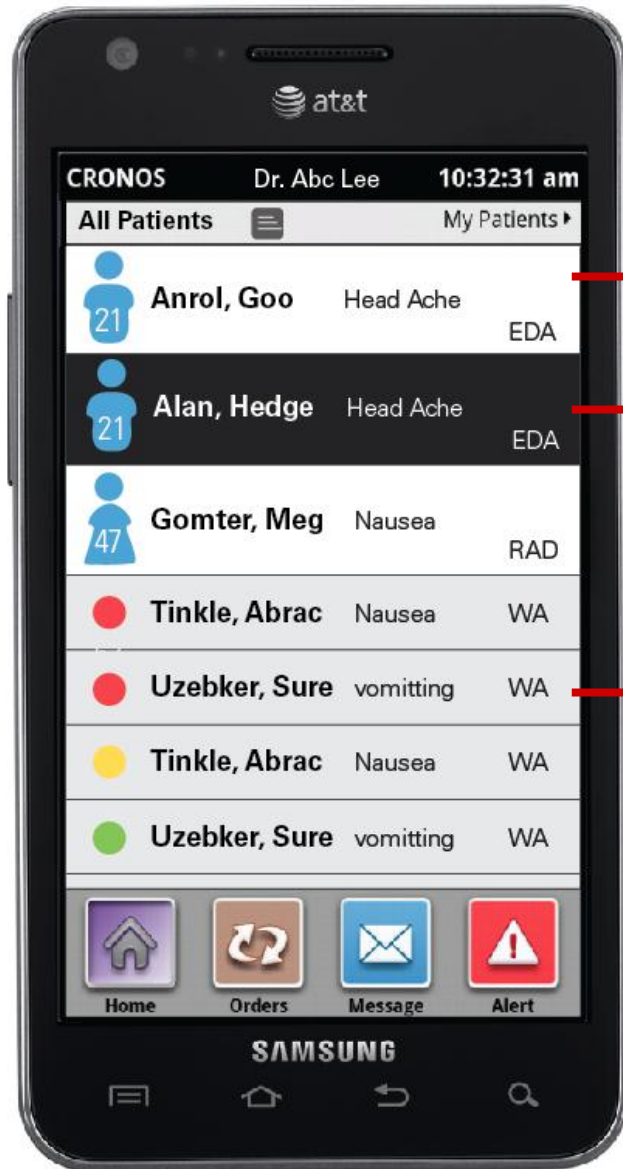 at&t
CRONOS Dr. Abc Lee 10:32:31 am
All Patients My Patients
21 Anrol, Goo Head Ache EDA
21 Alan, Hedge Head Ache EDA
47 Gomter, Meg Nausea RAD
Tinkle, Abrac Nausea WA
Uzebker, Sure vomitting WA
Tinkle, Abrac Nausea WA
Uzebker, Sure vomitting WA
Home Orders Message Alert
SAMSUNG